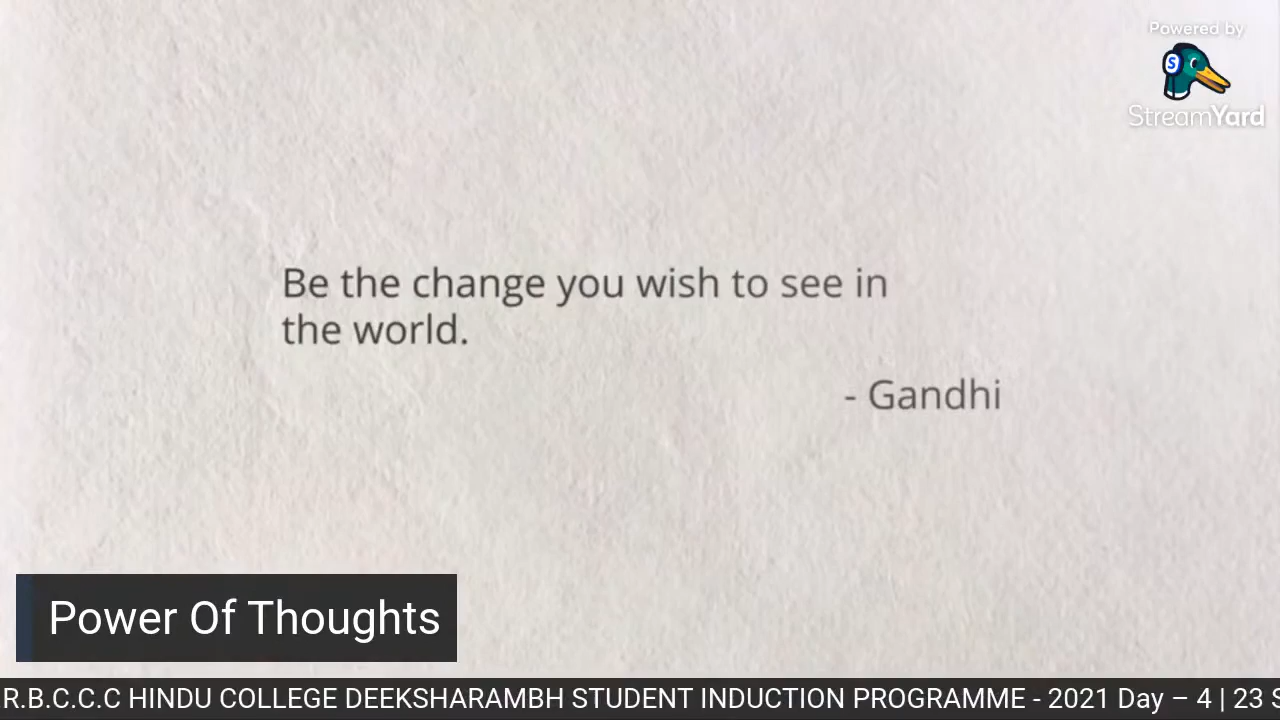 Powered by
S
StreamYard
Be the change you wish to see in
the world.
- Gandhi
Power Of Thoughts
R.B.C.C.C HINDU COLLEGE DEEKSHARAMBH STUDENT INDUCTION PROGRAMME - 2021 Day – 4 | 23 S